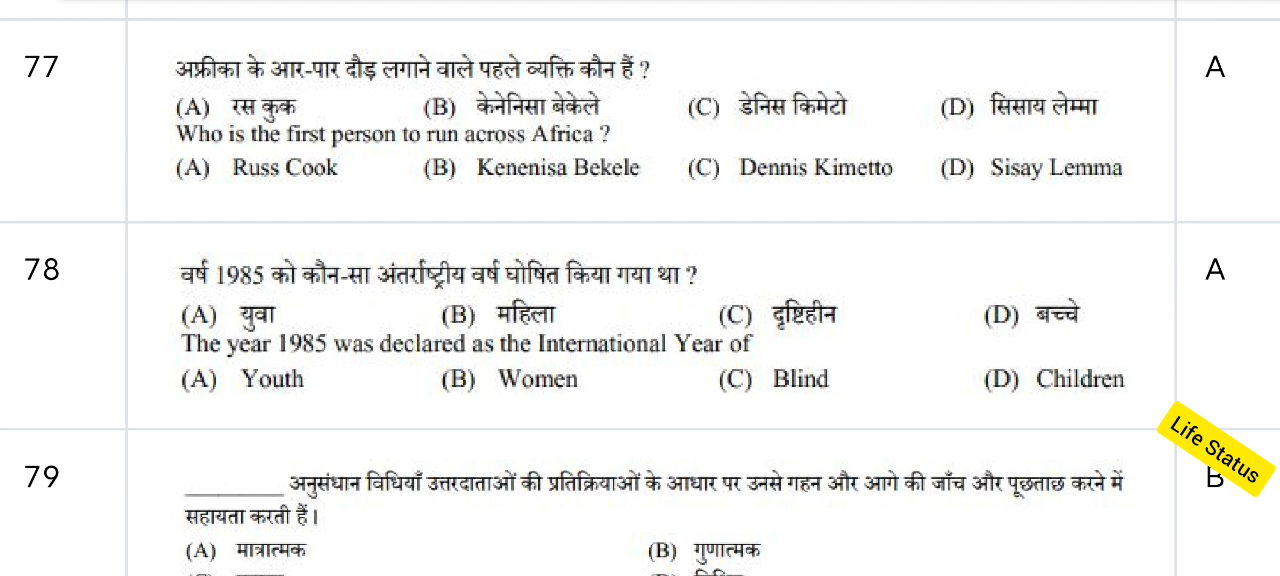 77
अफ्रीका के आर-पार दौड़ लगाने वाले पहले व्यक्ति कौन हैं ?
A
(A) रस कुक (B) केनेनिसा बेकेले (C) डेनिस किमेटो (D) सिसाय लेम्मा
Who is the first person to run across Africa ?
(A) Russ Cook (B) Kenenisa Bekele (C) Dennis Kimetto (D) Sisay Lemma
78
वर्ष 1985 को कौन-सा अंतर्राष्ट्रीय वर्ष घोषित किया गया था ?
A
(A) युवा (B) महिला (C) दृष्टिहीन (D) बच्चे
The year 1985 was declared as the International Year of
(A) Youth (B) Women (C) Blind (D) Children
Life Status
79
_________ अनुसंधान विधियाँ उत्तरदाताओं की प्रतिक्रियाओं के आधार पर उनसे गहन और आगे की जाँच और पूछताछ करने में
B
सहायता करती हैं।
(A) मात्रात्मक (B) गुणात्मक